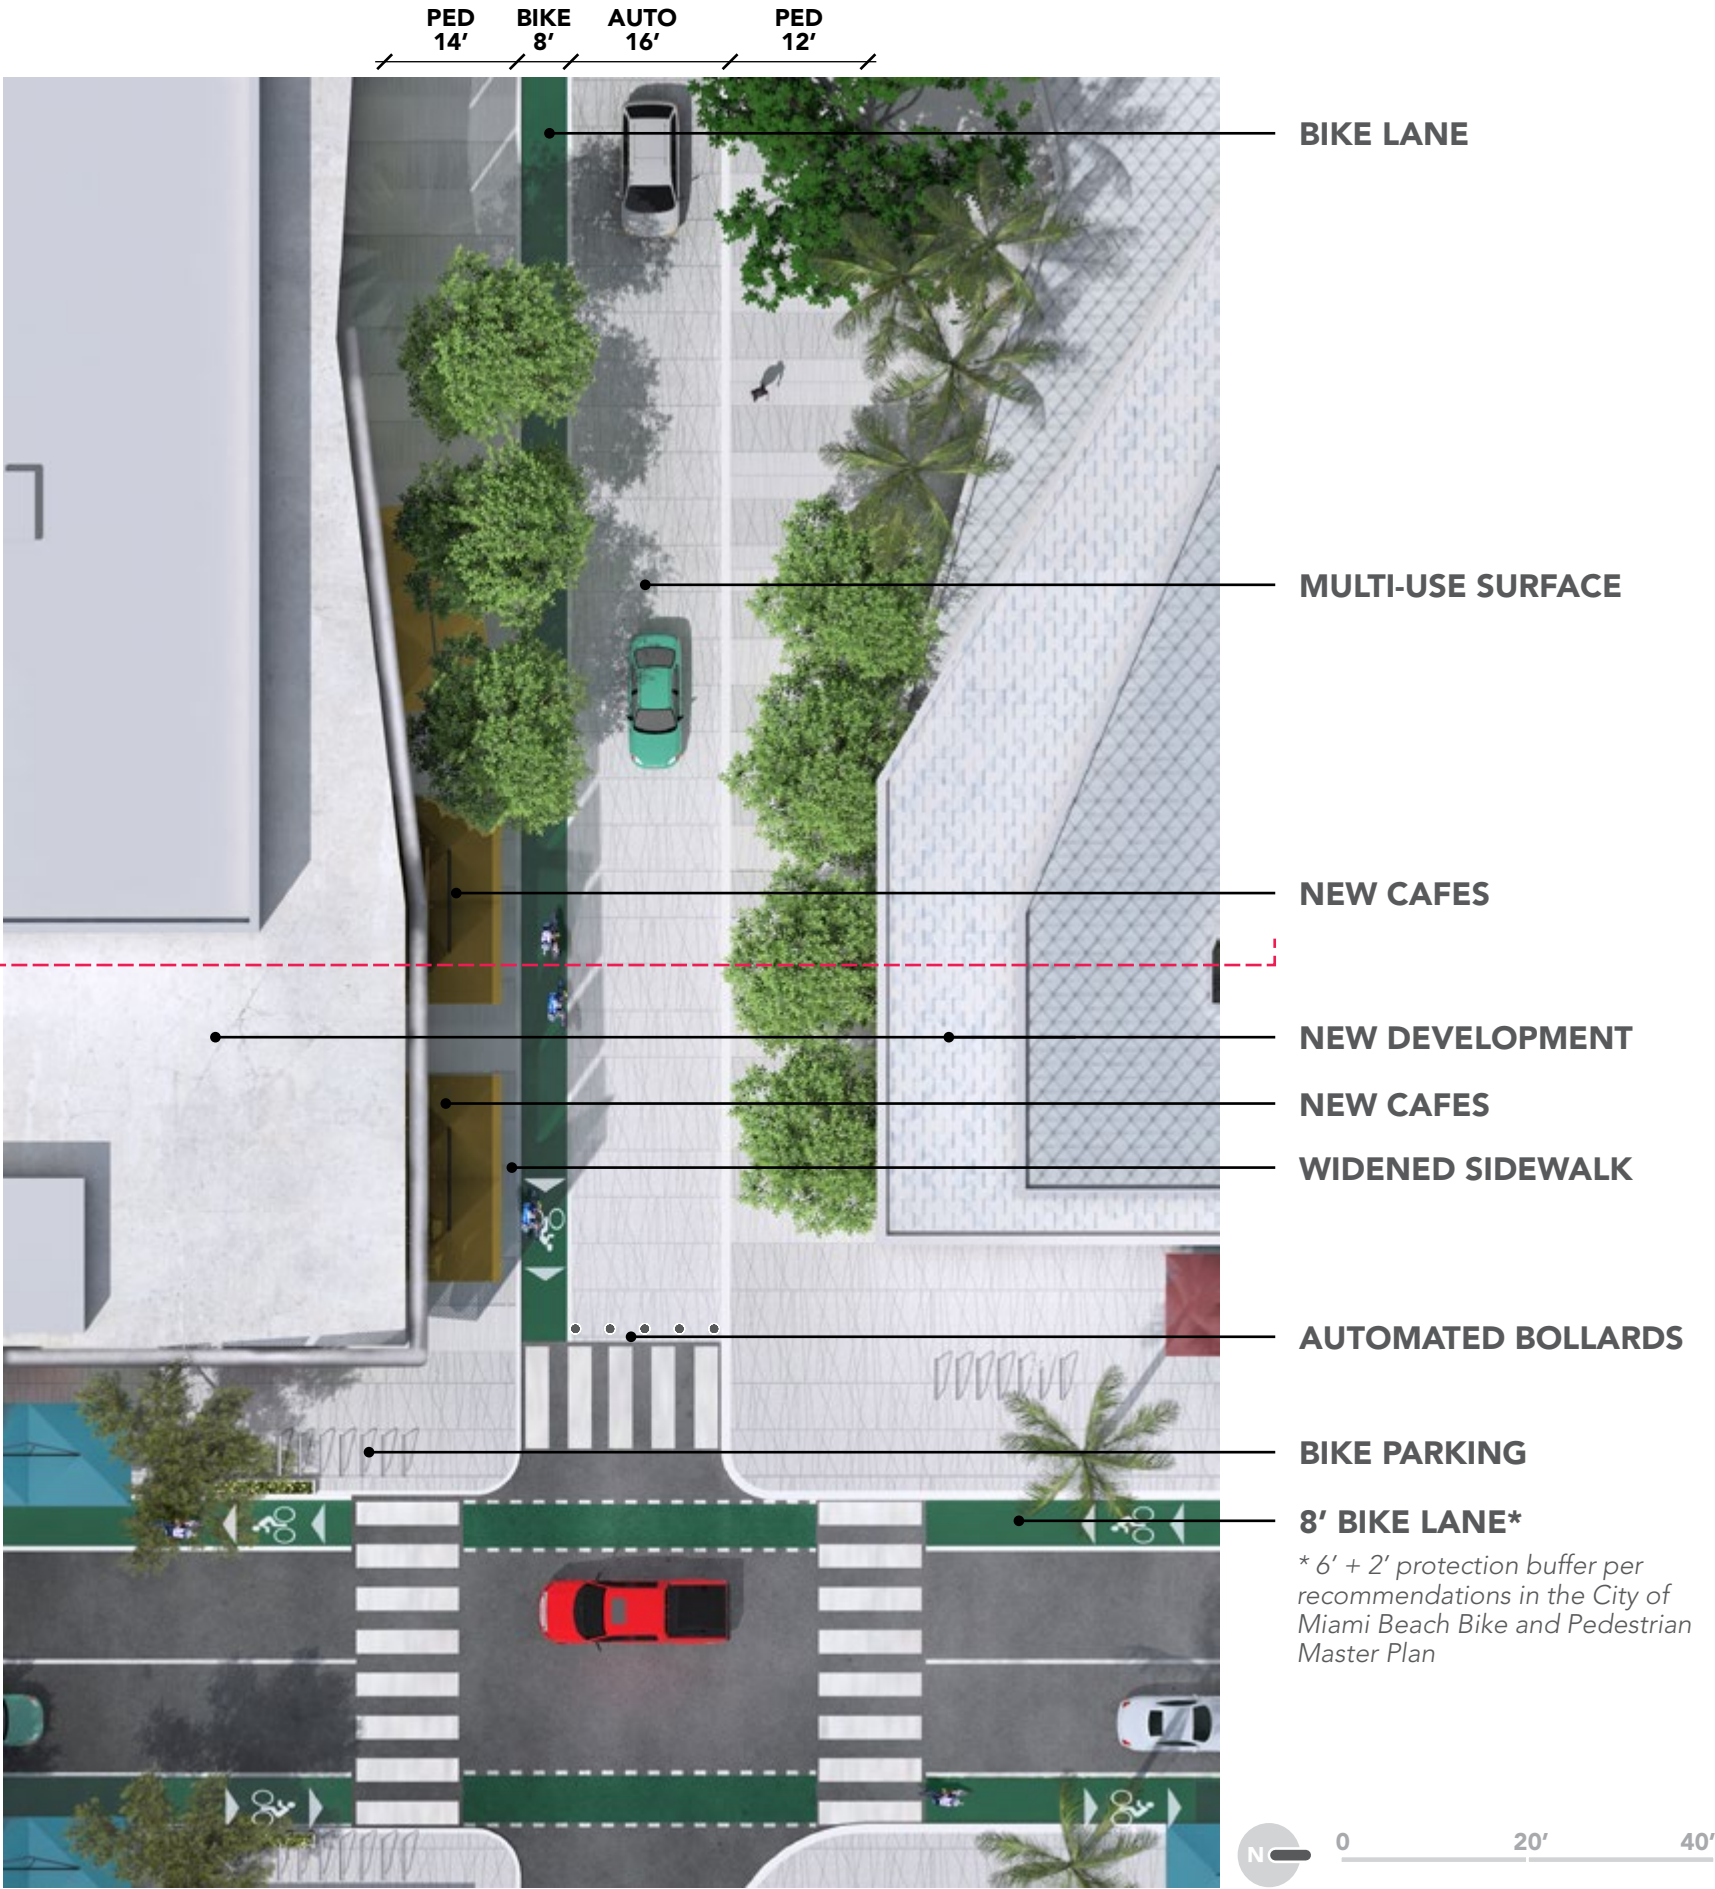 PED BIKE AUTO PED
14’ 8’ 16’ 12’
BIKE LANE
MULTI-USE SURFACE
NEW CAFES
NEW DEVELOPMENT
NEW CAFES
WIDENED SIDEWALK
AUTOMATED BOLLARDS
BIKE PARKING
8’ BIKE LANE*
* 6’ + 2’ protection buffer per
recommendations in the City of
Miami Beach Bike and Pedestrian
Master Plan
N 0 20’ 40’